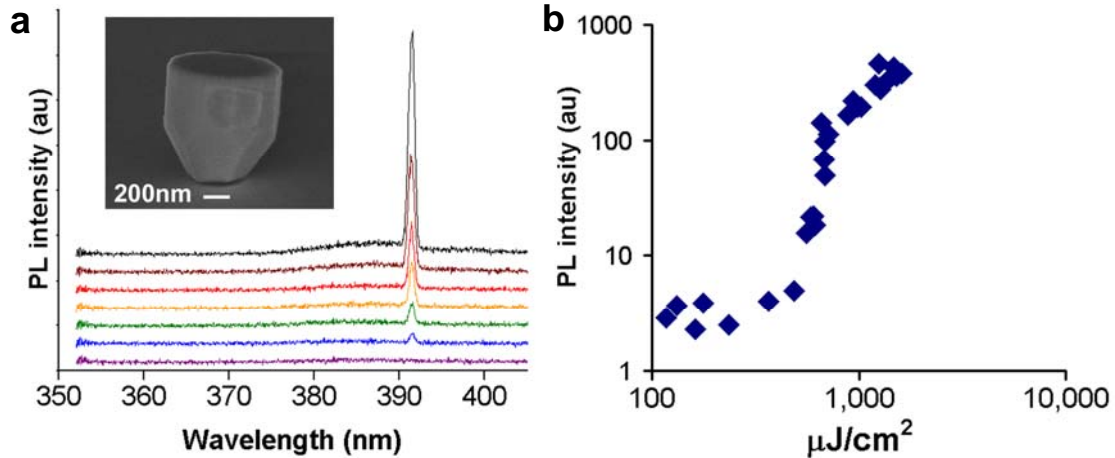 a
PL intensity (au)
200nm
350 360 370 380 390 400
Wavelength (nm)
b
PL intensity (au)
1000
100
10
1
100 1,000 10,000
μJ/cm²